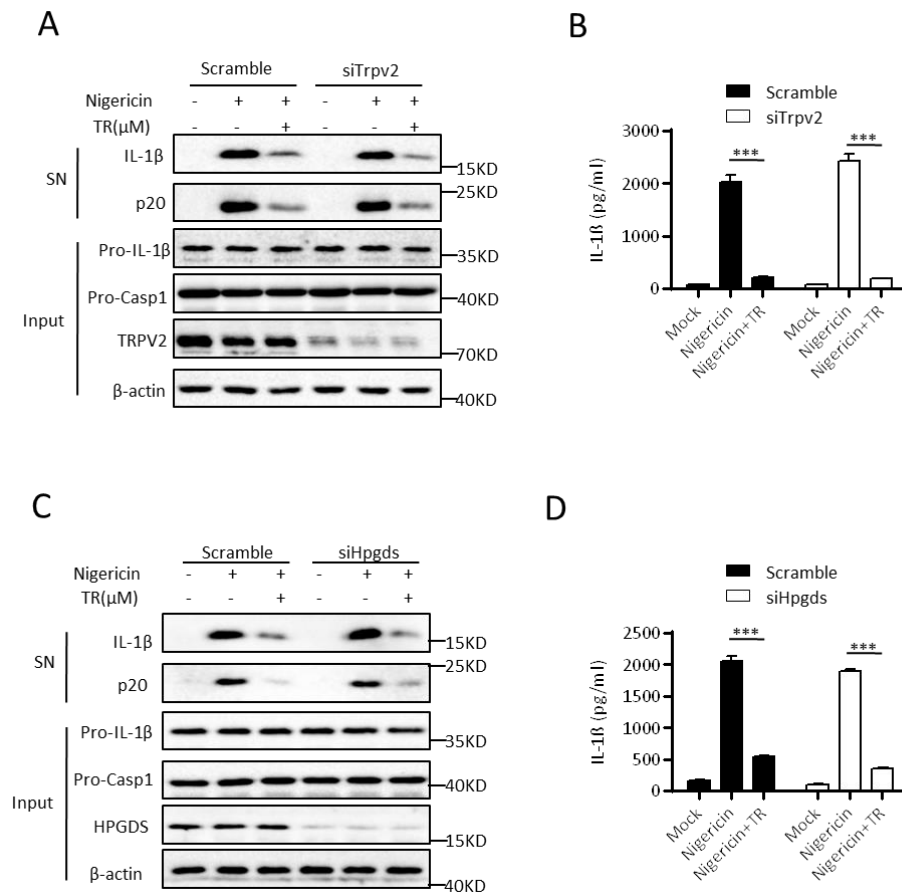 A
Scramble siTrpv2
Nigericin - + + - + +
TR(μM) - - + - - +
SN
IL-1β 15KD
p20 25KD
Input
Pro-IL-1β 35KD
Pro-Casp1 40KD
TRPV2 70KD
β-actin 40KD
B
Scramble
siTrpv2
IL-1ß (pg/ml)
3000
2000
1000
0
*** ***
Mock Nigericin Nigericin+TR Mock Nigericin Nigericin+TR
C
Scramble siHpgds
Nigericin - + + - + +
TR(μM) - - + - - +
SN
IL-1β 15KD
p20 25KD
Input
Pro-IL-1β 35KD
Pro-Casp1 40KD
HPGDS 15KD
β-actin 40KD
D
Scramble
siHpgds
IL-1ß (pg/ml)
2500
2000
1500
1000
500
0
*** ***
Mock Nigericin Nigericin+TR Mock Nigericin Nigericin+TR